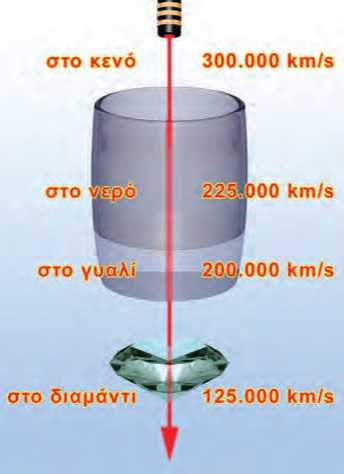 στο κενό 300.000 km/s
στο νερό 225.000 km/s
στο γυαλί 200.000 km/s
στο διαμάντι 125.000 km/s